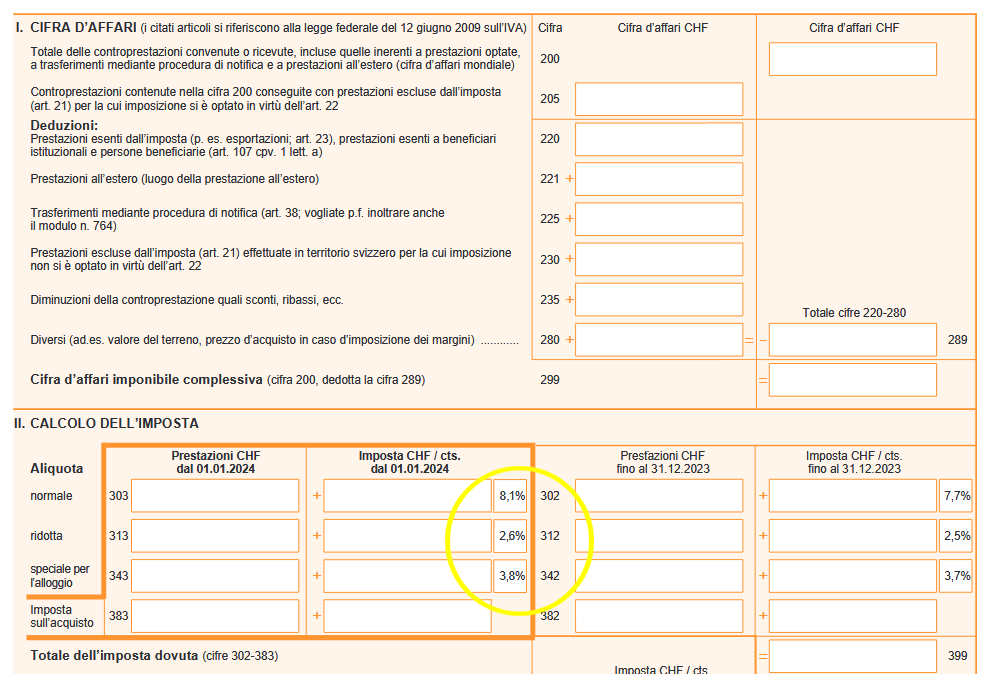 I. CIFRA D'AFFARI (i citati articoli si riferiscono alla legge federale del 12 giugno 2009 sull'IVA) Cifra Cifra d'affari CHF Cifra d'affari CHF
Totale delle controprestazioni convenute o ricevute, incluse quelle inerenti a prestazioni optate,
a trasferimenti mediante procedura di notifica e a prestazioni all'estero (cifra d'affari mondiale) 200
Controprestazioni contenute nella cifra 200 conseguite con prestazioni escluse dall'imposta
(art. 21) per la cui imposizione si è optato in virtù dell'art. 22 205
Deduzioni:
Prestazioni esenti dall'imposta (p. es. esportazioni; art. 23), prestazioni esenti a beneficiari 220
istituzionali e persone beneficiarie (art. 107 cpv. 1 lett. a)
Prestazioni all'estero (luogo della prestazione all'estero) 221 +
Trasferimenti mediante procedura di notifica (art. 38; vogliate p.f. inoltrare anche
il modulo n. 764) 225 +
Prestazioni escluse dall'imposta (art. 21) effettuate in territorio svizzero per la cui imposizione
non si è optato in virtù dell'art. 22 230 +
Diminuzioni della controprestazione quali sconti, ribassi, ecc. 235 +
Totale cifre 220-280
Diversi (ad.es. valore del terreno, prezzo d'acquisto in caso d'imposizione dei margini) ............ 280 + = – 289
Cifra d'affari imponibile complessiva (cifra 200, dedotta la cifra 289) 299 =
II. CALCOLO DELL'IMPOSTA
Prestazioni CHF Imposta CHF / cts. Prestazioni CHF Imposta CHF / cts.
Aliquota dal 01.01.2024 dal 01.01.2024 fino al 31.12.2023 fino al 31.12.2023
normale 303 + 8,1% 302 + 7,7%
ridotta 313 + 2,6% 312 + 2,5%
speciale per
l'alloggio 343 + 3,8% 342 + 3,7%
Imposta
sull'acquisto 383 + 382 +
Totale dell'imposta dovuta (cifre 302-383) = 399
Imposta CHF / cts